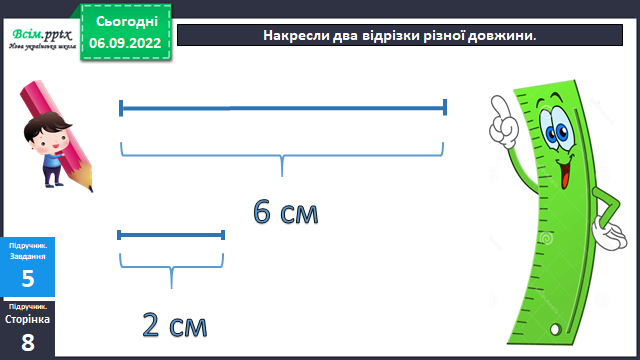 Всім.pptx
Нова українська школа
Сьогодні
06.09.2022
Накресли два відрізки різної довжини.
6 см
2 см
Підручник.
Завдання
5
Підручник.
Сторінка
8